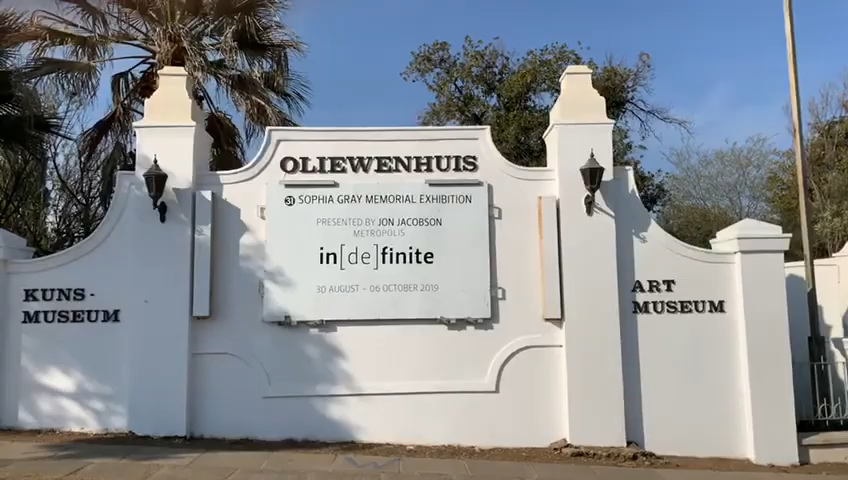 OLIEWENHUIS
31 SOPHIA GRAY MEMORIAL EXHIBITION
PRESENTED BY JON JACOBSON
METROPOLIS
in[de]finite
30 AUGUST – 06 OCTOBER 2019
KUNS-
MUSEUM
ART
MUSEUM